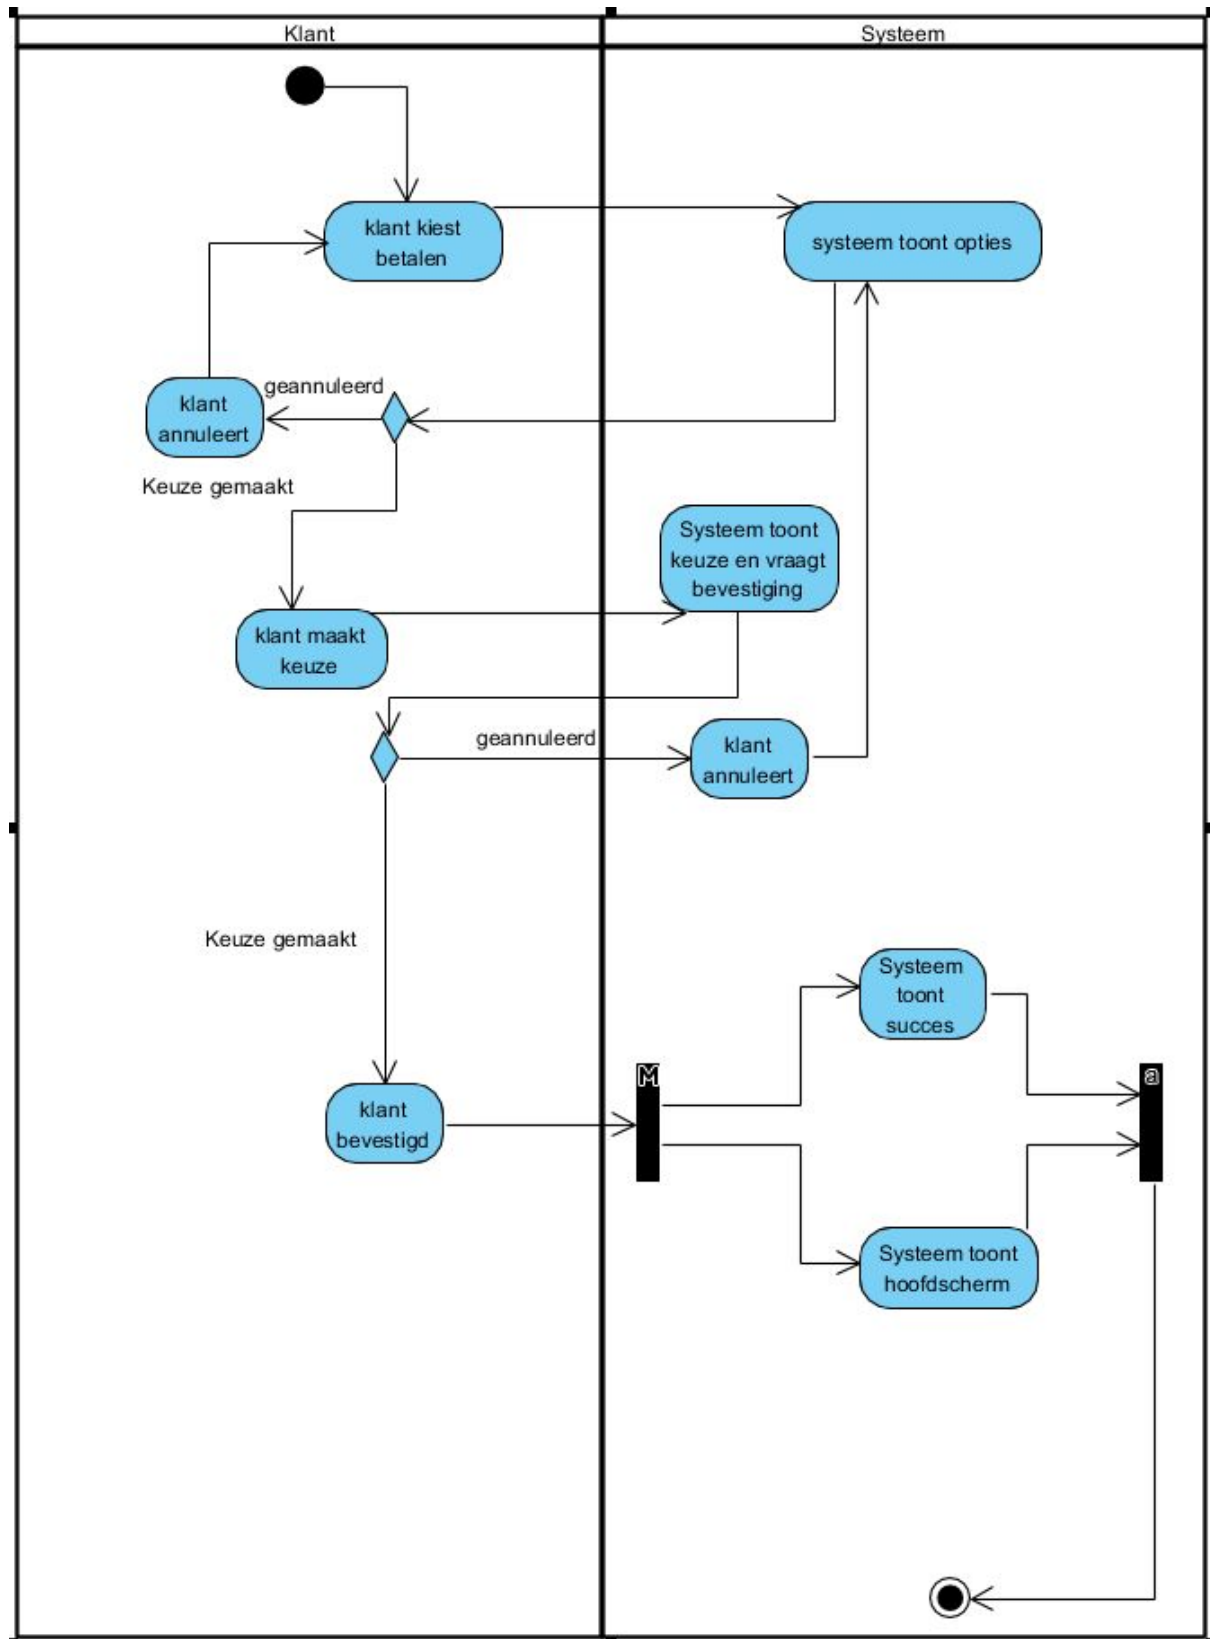 Klant
Systeem
klant kiest
betalen
systeem toont opties
geannuleerd
klant
annuleert
Keuze gemaakt
Systeem toont
keuze en vraagt
bevestiging
klant maakt
keuze
geannuleerd
klant
annuleert
Keuze gemaakt
Systeem
toont
succes
M
a
klant
bevestigd
Systeem toont
hoofdscherm